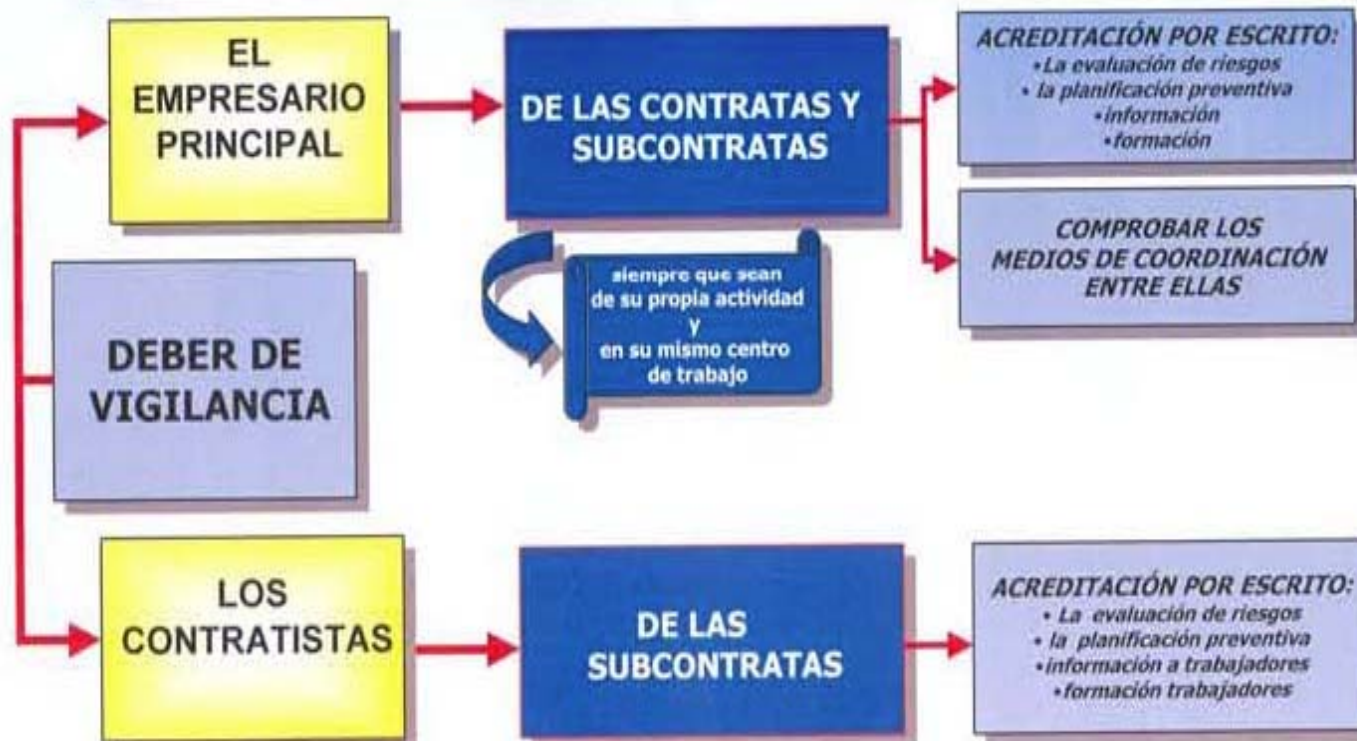 EL
EMPRESARIO
PRINCIPAL
DE LAS CONTRATAS Y
SUBCONTRATAS
ACREDITACIÓN POR ESCRITO:
•La evaluación de riesgos
• la planificación preventiva
•información
•formación
COMPROBAR LOS
MEDIOS DE COORDINACIÓN
ENTRE ELLAS
siempre que sean
de su propia actividad
y
en su mismo centro
de trabajo
DEBER DE
VIGILANCIA
LOS
CONTRATISTAS
DE LAS
SUBCONTRATAS
ACREDITACIÓN POR ESCRITO:
• La evaluación de riesgos
• la planificación preventiva
•información a trabajadores
•formación trabajadores